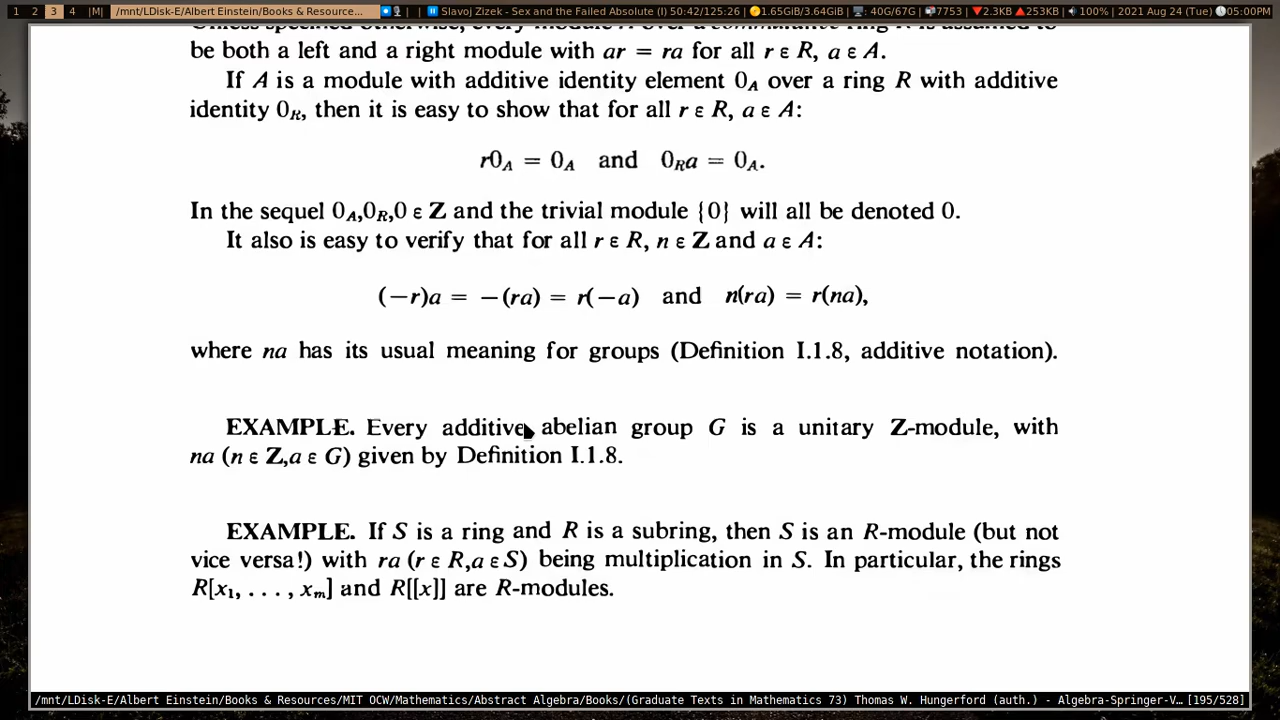 1 2 3 4 |M| /mnt/LDisk-E/Albert Einstein/Books & Resource... Slavoj Zizek - Sex and the Failed Absolute (I) 50:42/125:26 | 1.65GiB/3.64GiB | : 40G/67G | 7753 | ▼2.3KB ▲253KB | 100% | 2021 Aug 24 (Tue) 05:00PM
be both a left and a right module with ar = ra for all r ε R, a ε A.
If A is a module with additive identity element 0_A over a ring R with additive
identity 0_R, then it is easy to show that for all r ε R, a ε A:
r0_A = 0_A and 0_Ra = 0_A.
In the sequel 0_A,0_R,0 ε Z and the trivial module {0} will all be denoted 0.
It also is easy to verify that for all r ε R, n ε Z and a ε A:
(−r)a = −(ra) = r(−a) and n(ra) = r(na),
where na has its usual meaning for groups (Definition I.1.8, additive notation).
EXAMPLE. Every additive abelian group G is a unitary Z-module, with
na (n ε Z,a ε G) given by Definition I.1.8.
EXAMPLE. If S is a ring and R is a subring, then S is an R-module (but not
vice versa!) with ra (r ε R,a ε S) being multiplication in S. In particular, the rings
R[x₁, . . . , xₘ] and R[[x]] are R-modules.
/mnt/LDisk-E/Albert Einstein/Books & Resources/MIT OCW/Mathematics/Abstract Algebra/Books/(Graduate Texts in Mathematics 73) Thomas W. Hungerford (auth.) - Algebra-Springer-V... [195/528]